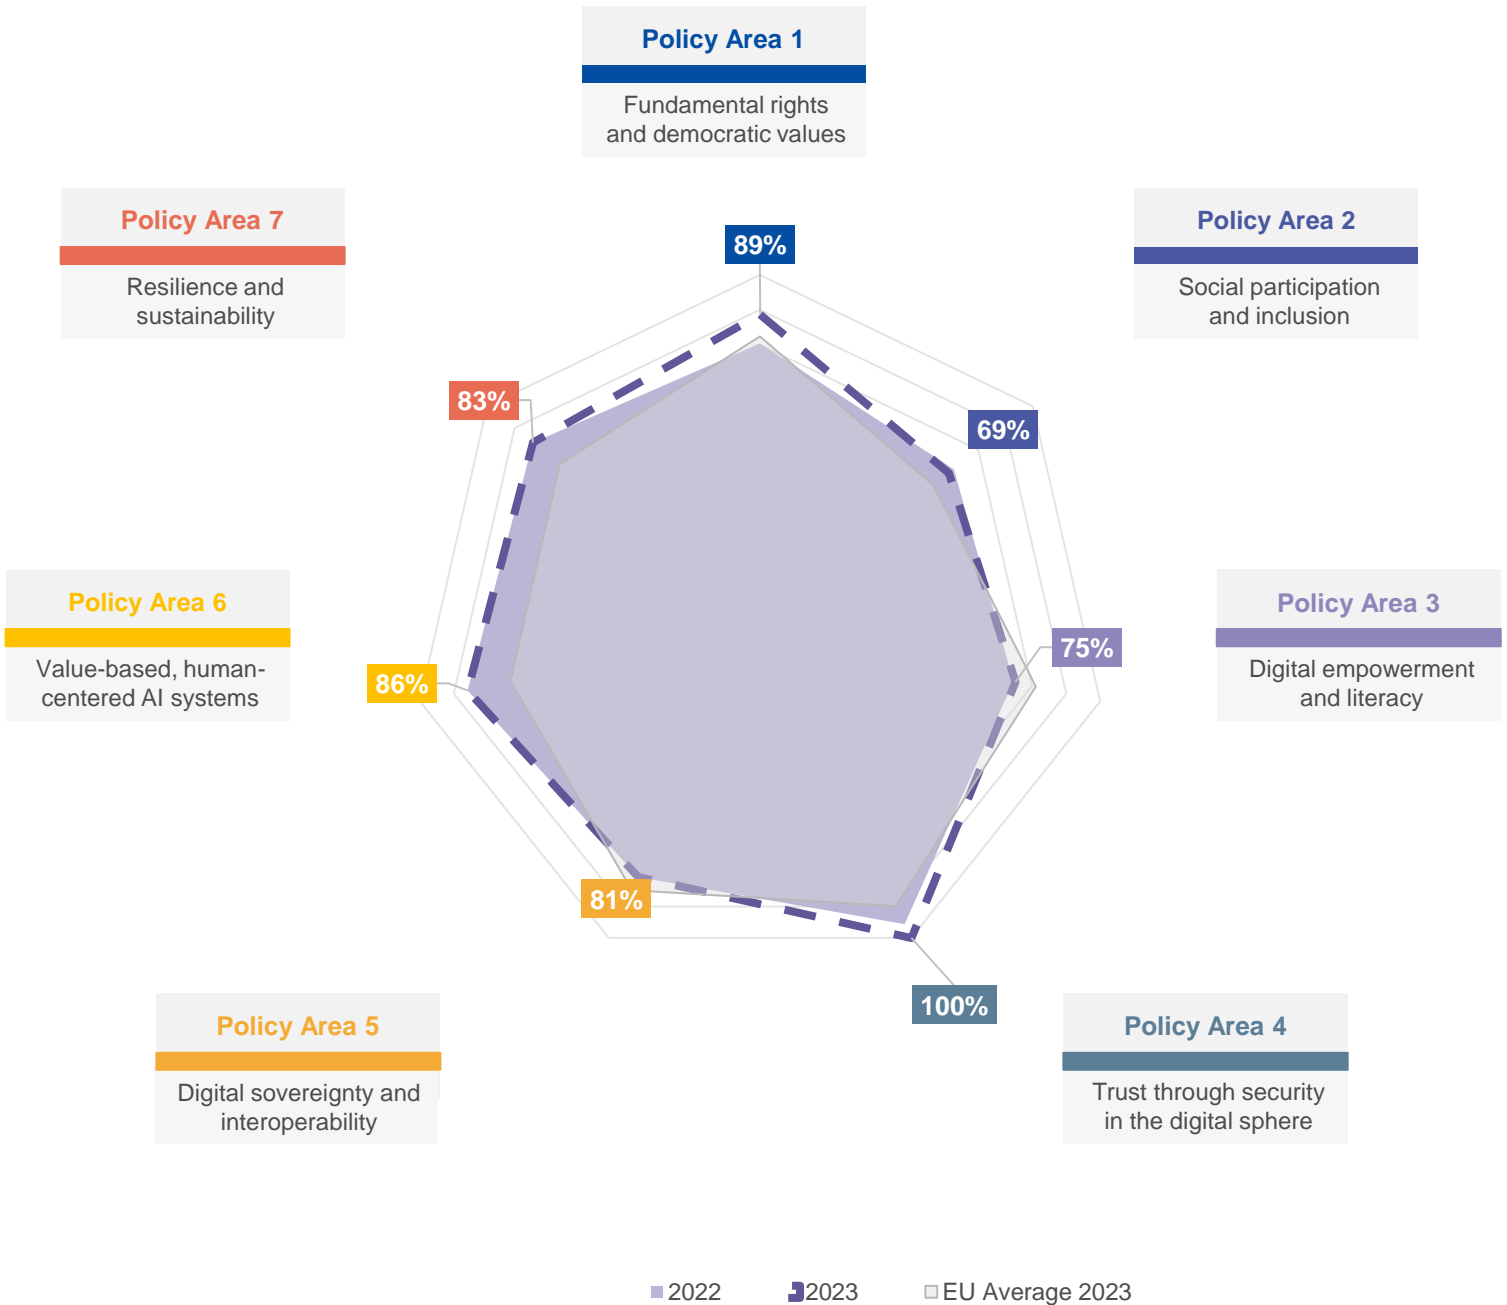 Policy Area 1
Fundamental rights
and democratic values
Policy Area 7
Resilience and
sustainability
Policy Area 2
Social participation
and inclusion
89%
83%
69%
Policy Area 6
Value-based, human-
centered AI systems
Policy Area 3
Digital empowerment
and literacy
86%
75%
81%
100%
Policy Area 5
Digital sovereignty and
interoperability
Policy Area 4
Trust through security
in the digital sphere
2022
2023
EU Average 2023